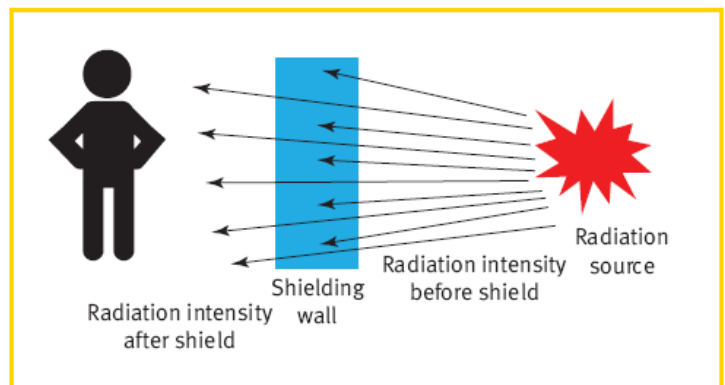 Radiation intensity
after shield
Shielding
wall
Radiation intensity
before shield
Radiation
source